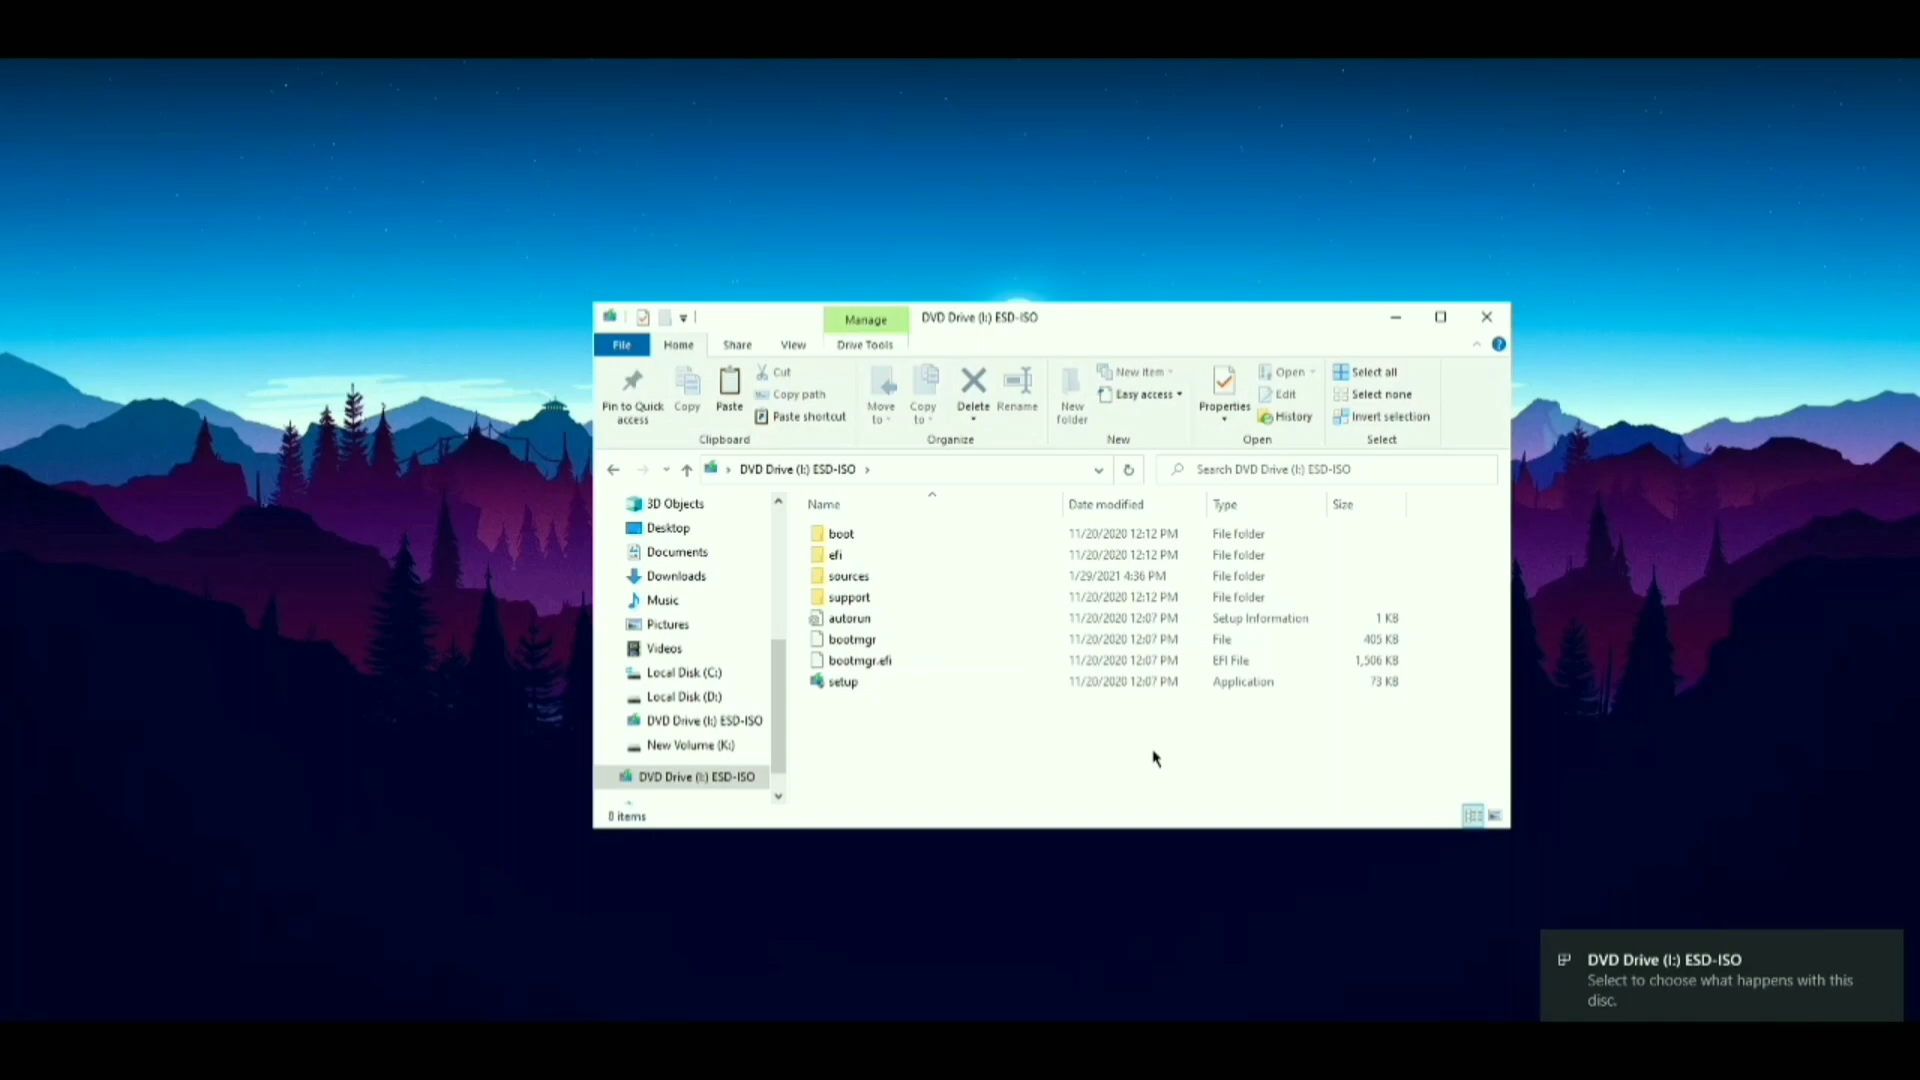 Manage
DVD Drive (I:) ESD-ISO
File
Home
Share
View
Drive Tools
Pin to Quick access
Copy
Paste
Cut
Copy path
Paste shortcut
Clipboard
Move to
Copy to
Delete
Rename
Organize
New folder
New item
Easy access
New
Properties
Open
Edit
History
Open
Select all
Select none
Invert selection
Select
DVD Drive (I:) ESD-ISO
Search DVD Drive (I:) ESD-ISO
3D Objects
Desktop
Documents
Downloads
Music
Pictures
Videos
Local Disk (C:)
Local Disk (D:)
DVD Drive (I:) ESD-ISO
New Volume (K:)
DVD Drive (I:) ESD-ISO
Name Date modified Type Size
boot 11/20/2020 12:12 PM File folder
efi 11/20/2020 12:12 PM File folder
sources 1/29/2021 4:36 PM File folder
support 11/20/2020 12:12 PM File folder
autorun 11/20/2020 12:07 PM Setup Information 1 KB
bootmgr 11/20/2020 12:07 PM File 405 KB
bootmgr.efi 11/20/2020 12:07 PM EFI File 1,506 KB
setup 11/20/2020 12:07 PM Application 73 KB
8 items
DVD Drive (I:) ESD-ISO
Select to choose what happens with this
disc.